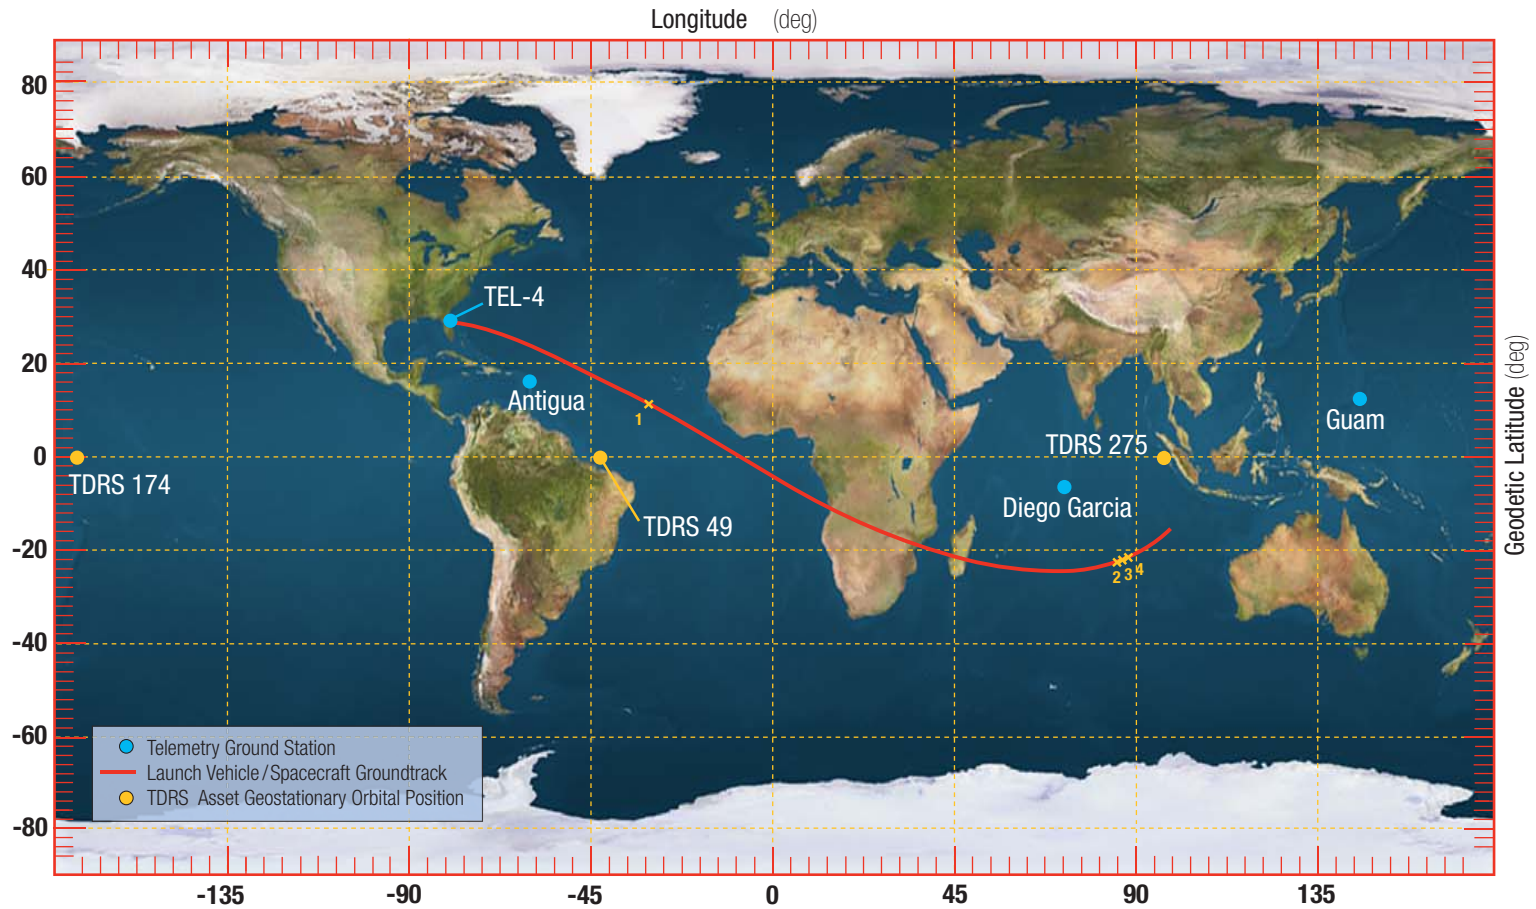 Longitude (deg)
80
60
40
20
0
-20
-40
-60
-80
TEL-4
Antigua
1
Guam
TDRS 275
TDRS 174
Diego Garcia
TDRS 49
2 3 4
Geodetic Latitude (deg)
Telemetry Ground Station
Launch Vehicle/Spacecraft Groundtrack
TDRS Asset Geostationary Orbital Position
-135 -90 -45 0 45 90 135